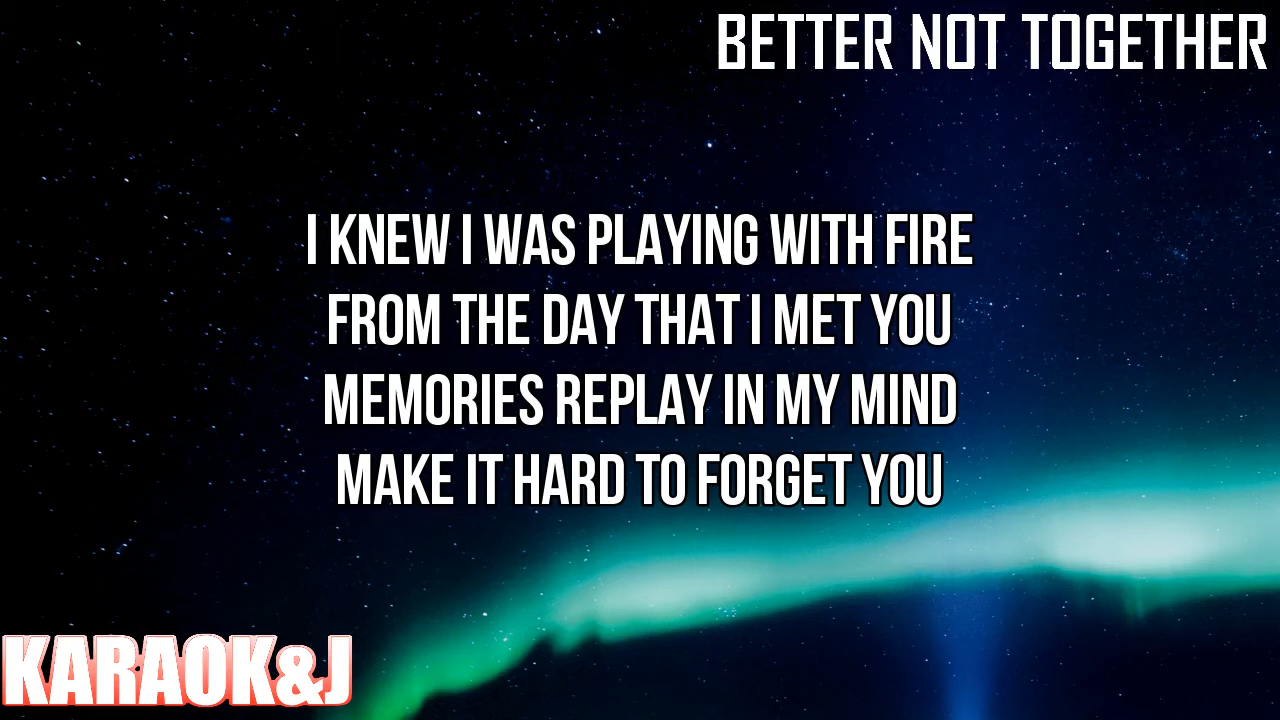 BETTER NOT TOGETHER
I KNEW I WAS PLAYING WITH FIRE
FROM THE DAY THAT I MET YOU
MEMORIES REPLAY IN MY MIND
MAKE IT HARD TO FORGET YOU
KARAOK&J